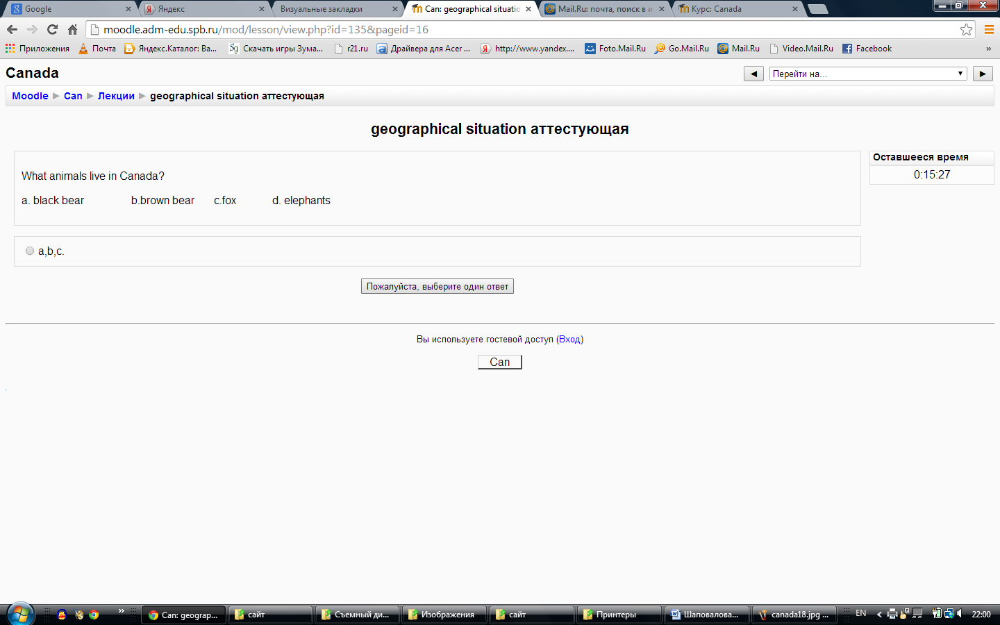 Google Яндекс Визуальные закладки Can: geographical situatio Mail.Ru: почта, поиск в и Курс: Canada
moodle.adm-edu.spb.ru/mod/lesson/view.php?id=135&pageid=16
Приложения Почта Яндекс.Каталог: Ва... Скачать игры Зума... r21.ru Драйвера для Acer ... http://www.yandex.... Foto.Mail.Ru Go.Mail.Ru Mail.Ru Video.Mail.Ru Facebook »
Canada
Перейти на...
Moodle ► Can ► Лекции ► geographical situation аттестующая
geographical situation аттестующая
Оставшееся время
0:15:27
What animals live in Canada?
a. black bear b.brown bear c.fox d. elephants
a,b,c.
Пожалуйста, выберите один ответ
Вы используете гостевой доступ (Вход)
Can
Can: geograp... сайт Съемный ди... Изображения сайт Принтеры Шаповалова... canada18.jpg ... EN 22:00